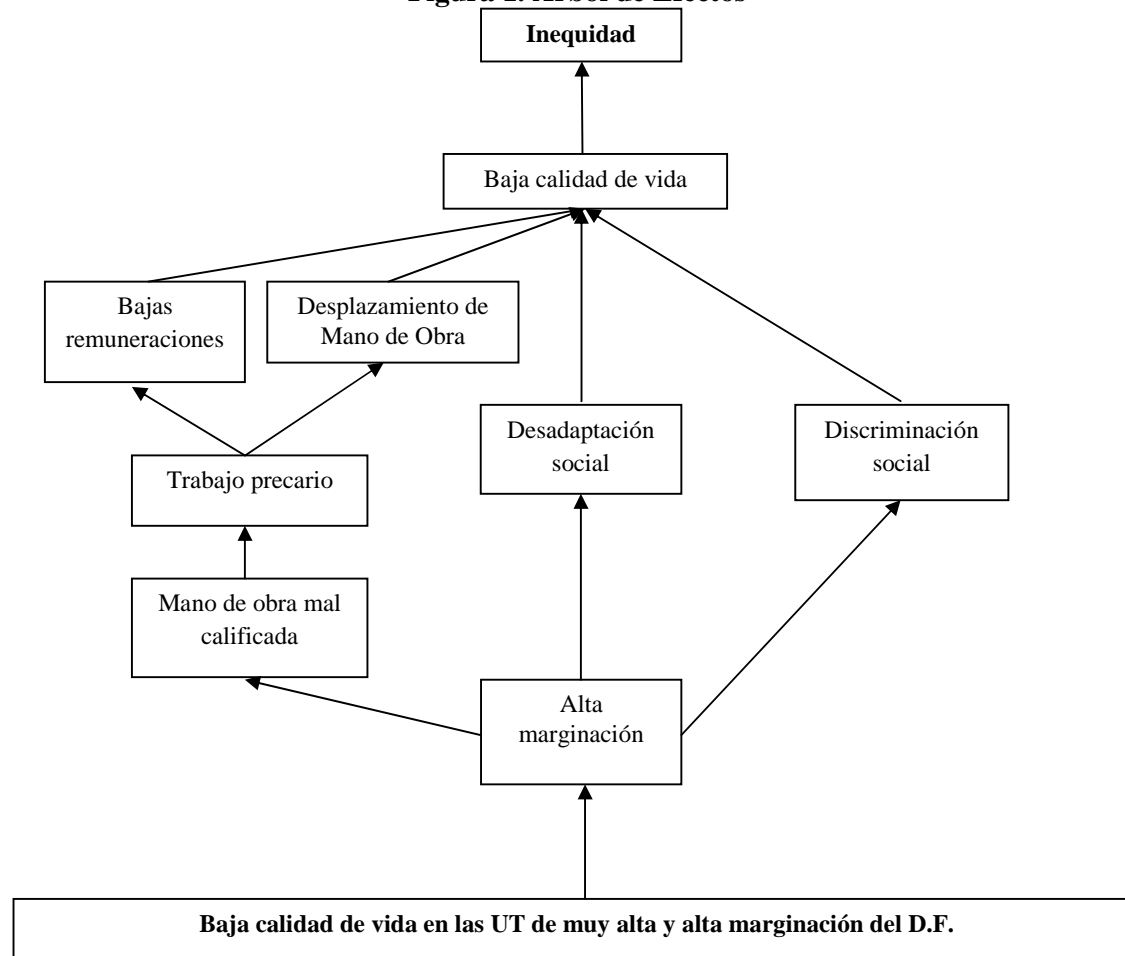 Figura 1. Árbol de Efectos
Inequidad
Baja calidad de vida
Bajas
remuneraciones
Desplazamiento de
Mano de Obra
Desadaptación
social
Discriminación
social
Trabajo precario
Mano de obra mal
calificada
Alta
marginación
Baja calidad de vida en las UT de muy alta y alta marginación del D.F.